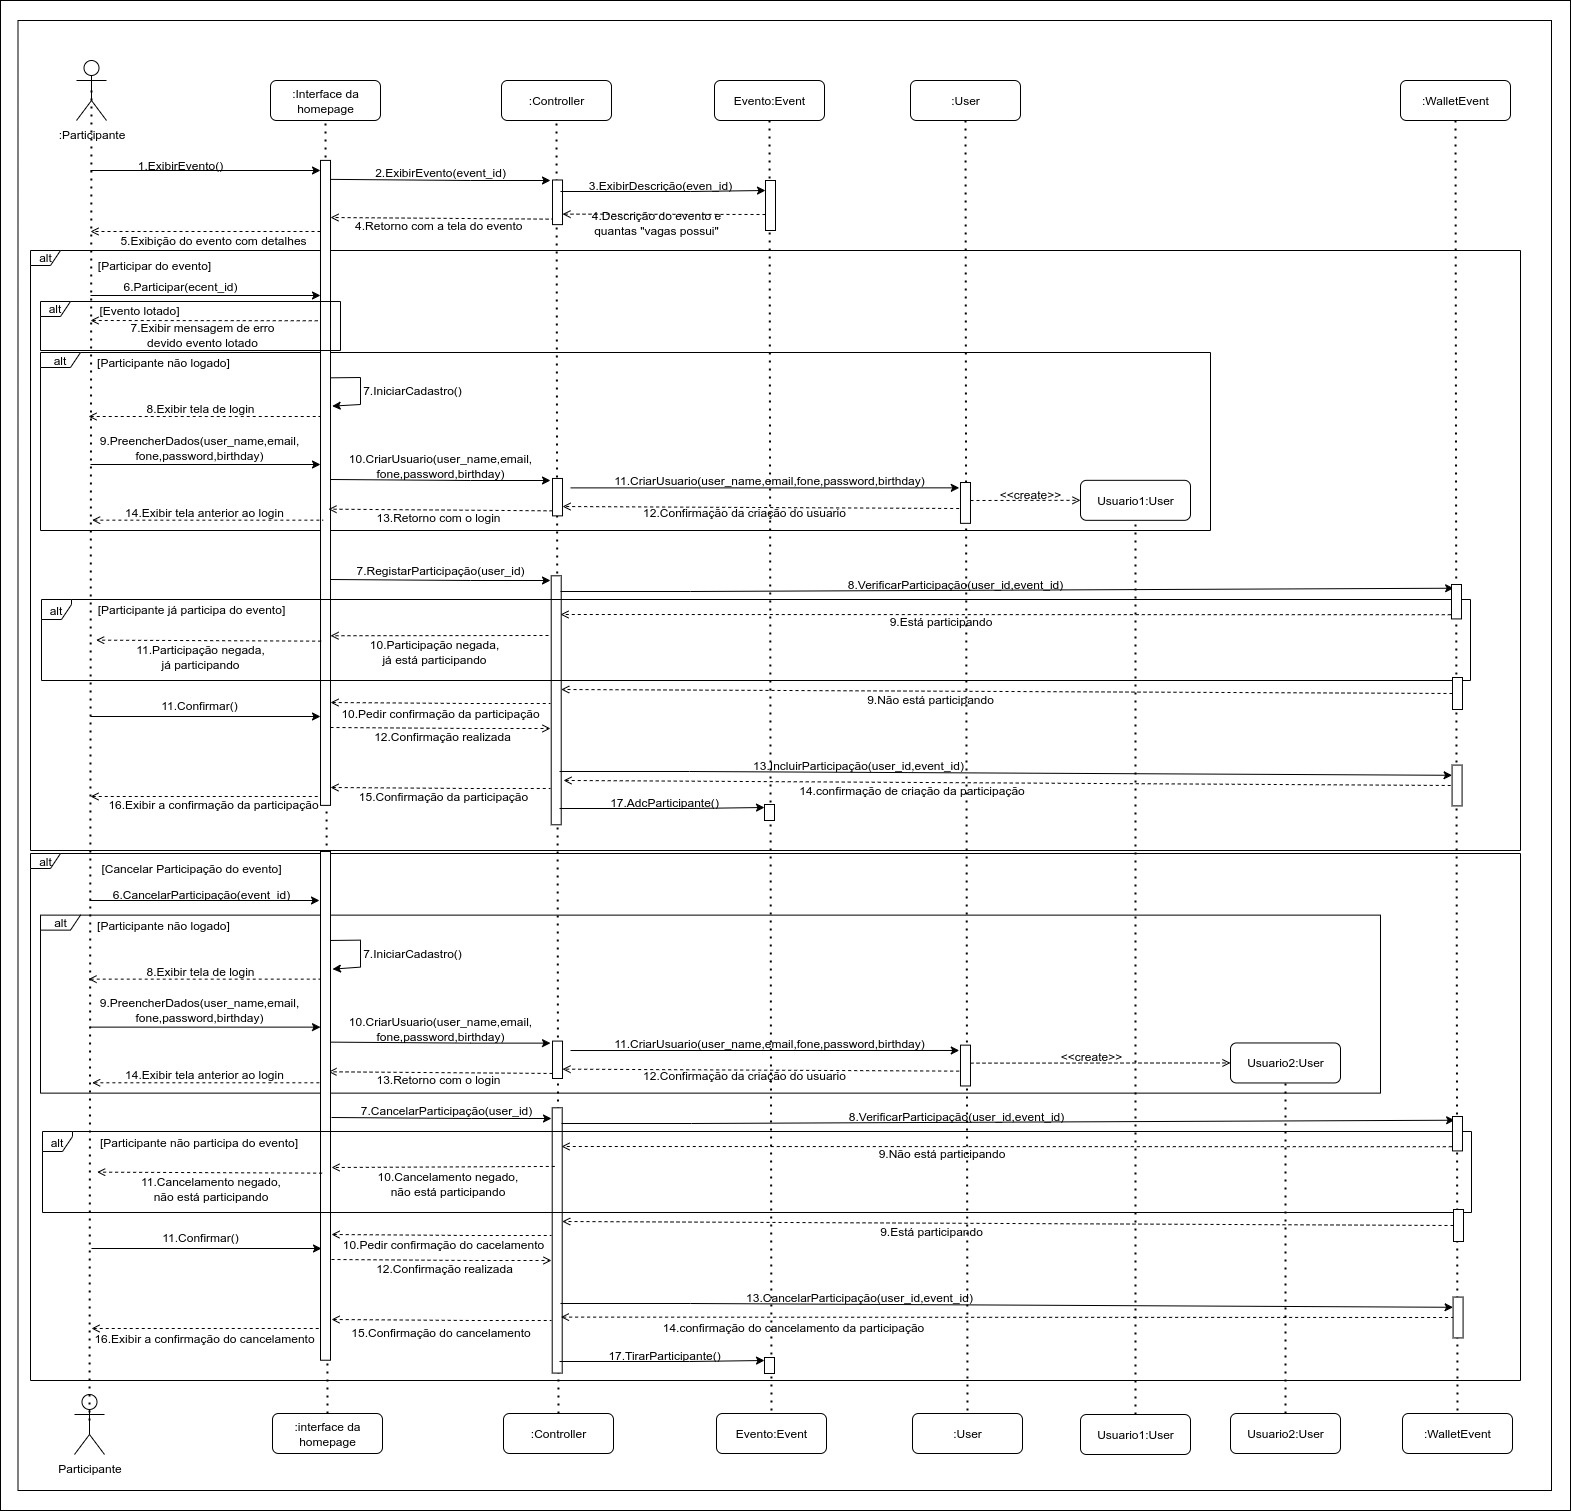 :Participante
:Interface da
homepage
:Controller
Evento:Event
:User
:WalletEvent
1.ExibirEvento()
2.ExibirEvento(event_id)
3.ExibirDescrição(even_id)
4.Descrição do evento e
quantas "vagas possui"
4.Retorno com a tela do evento
5.Exibição do evento com detalhes
alt
[Participar do evento]
6.Participar(ecent_id)
alt
[Evento lotado]
7.Exibir mensagem de erro
devido evento lotado
alt
[Participante não logado]
7.IniciarCadastro()
8.Exibir tela de login
9.PreencherDados(user_name,email,
fone,password,birthday)
10.CriarUsuario(user_name,email,
fone,password,birthday)
11.CriarUsuario(user_name,email,fone,password,birthday)
<<create>>
Usuario1:User
12.Confirmação da criação do usuario
13.Retorno com o login
14.Exibir tela anterior ao login
7.RegistarParticipação(user_id)
8.VerificarParticipação(user_id,event_id)
alt
[Participante já participa do evento]
9.Está participando
10.Participação negada,
já está participando
11.Participação negada,
já participando
9.Não está participando
11.Confirmar()
10.Pedir confirmação da participação
12.Confirmação realizada
13.IncluirParticipação(user_id,event_id)
14.confirmação de criação da participação
15.Confirmação da participação
16.Exibir a confirmação da participação
17.AdcParticipante()
alt
[Cancelar Participação do evento]
6.CancelarParticipação(event_id)
alt
[Participante não logado]
7.IniciarCadastro()
8.Exibir tela de login
9.PreencherDados(user_name,email,
fone,password,birthday)
10.CriarUsuario(user_name,email,
fone,password,birthday)
11.CriarUsuario(user_name,email,fone,password,birthday)
<<create>>
Usuario2:User
12.Confirmação da criação do usuario
13.Retorno com o login
14.Exibir tela anterior ao login
7.CancelarParticipação(user_id)
8.VerificarParticipação(user_id,event_id)
alt
[Participante não participa do evento]
9.Não está participando
10.Cancelamento negado,
não está participando
11.Cancelamento negado,
não está participando
9.Está participando
11.Confirmar()
10.Pedir confirmação do cacelamento
12.Confirmação realizada
13.CancelarParticipação(user_id,event_id)
14.confirmação do cancelamento da participação
15.Confirmação do cancelamento
16.Exibir a confirmação do cancelamento
17.TirarParticipante()
Participante
:interface da
homepage
:Controller
Evento:Event
:User
Usuario1:User
Usuario2:User
:WalletEvent